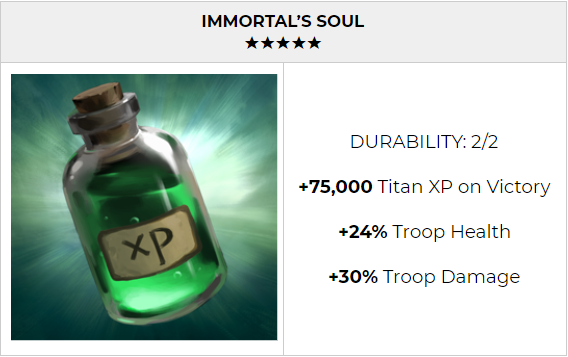 IMMORTAL’S SOUL
★★★★★
XP
DURABILITY: 2/2
+75,000 Titan XP on Victory
+24% Troop Health
+30% Troop Damage